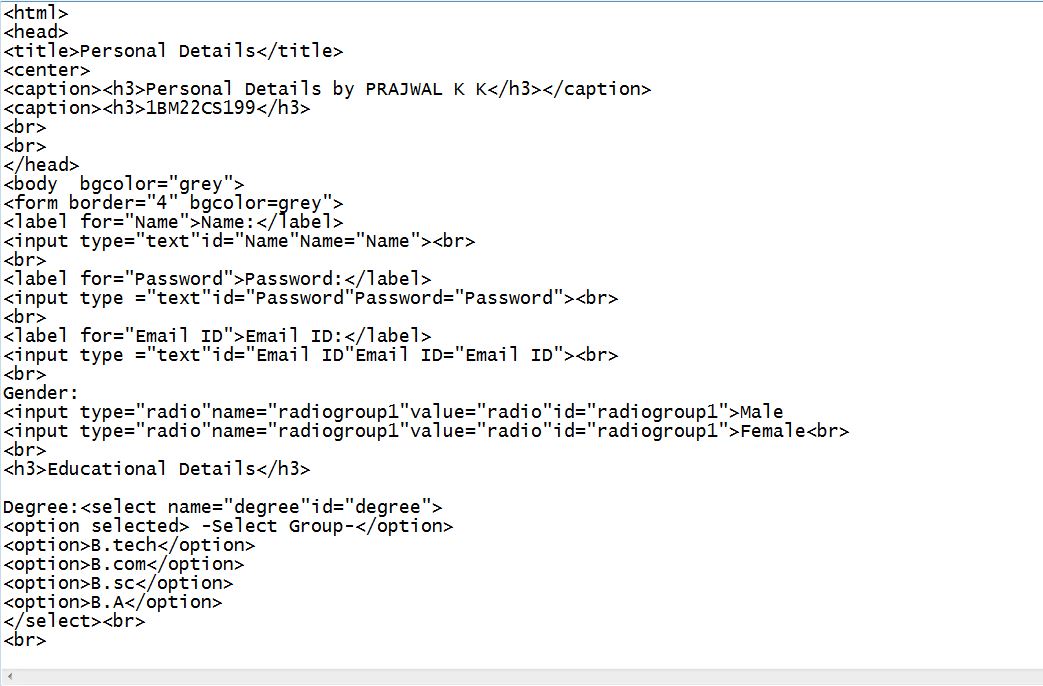 <html>
<head>
<title>Personal Details</title>
<center>
<caption><h3>Personal Details by PRAJWAL K K</h3></caption>
<caption><h3>1BM22CS199</h3>
<br>
<br>
</head>
<body  bgcolor="grey">
<form border="4" bgcolor=grey">
<label for="Name">Name:</label>
<input type="text"id="Name"Name="Name"><br>
<br>
<label for="Password">Password:</label>
<input type ="text"id="Password"Password="Password"><br>
<br>
<label for="Email ID">Email ID:</label>
<input type ="text"id="Email ID"Email ID="Email ID"><br>
<br>
Gender:
<input type="radio"name="radiogroup1"value="radio"id="radiogroup1">Male
<input type="radio"name="radiogroup1"value="radio"id="radiogroup1">Female<br>
<br>
<h3>Educational Details</h3>

Degree:<select name="degree"id="degree">
<option selected> -Select Group-</option>
<option>B.tech</option>
<option>B.com</option>
<option>B.sc</option>
<option>B.A</option>
</select><br>
<br>